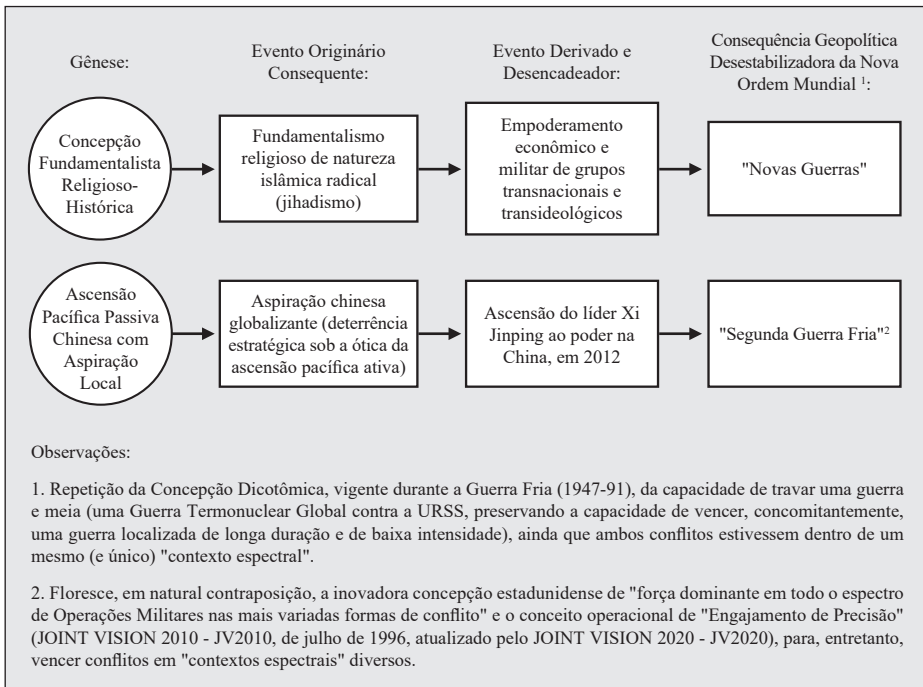 Gênese:
Evento Originário
Consequente:
Evento Derivado e
Desencadeador:
Consequência Geopolítica
Desestabilizadora da Nova
Ordem Mundial ¹:
Concepção
Fundamentalista
Religioso-
Histórica
Fundamentalismo
religioso de natureza
islâmica radical
(jihadismo)
Empoderamento
econômico e
militar de grupos
transnacionais e
transideológicos
"Novas Guerras"
Ascensão
Pacífica Passiva
Chinesa com
Aspiração
Local
Aspiração chinesa
globalizante (deterrência
estratégica sob a ótica da
ascensão pacífica ativa)
Ascensão do líder Xi
Jinping ao poder na
China, em 2012
"Segunda Guerra Fria"²
Observações:
1. Repetição da Concepção Dicotômica, vigente durante a Guerra Fria (1947-91), da capacidade de travar uma guerra
e meia (uma Guerra Termonuclear Global contra a URSS, preservando a capacidade de vencer, concomitantemente,
uma guerra localizada de longa duração e de baixa intensidade), ainda que ambos conflitos estivessem dentro de um
mesmo (e único) "contexto espectral".
2. Floresce, em natural contraposição, a inovadora concepção estadunidense de "força dominante em todo o espectro
de Operações Militares nas mais variadas formas de conflito" e o conceito operacional de "Engajamento de Precisão"
(JOINT VISION 2010 - JV2010, de julho de 1996, atualizado pelo JOINT VISION 2020 - JV2020), para, entretanto,
vencer conflitos em "contextos espectrais" diversos.